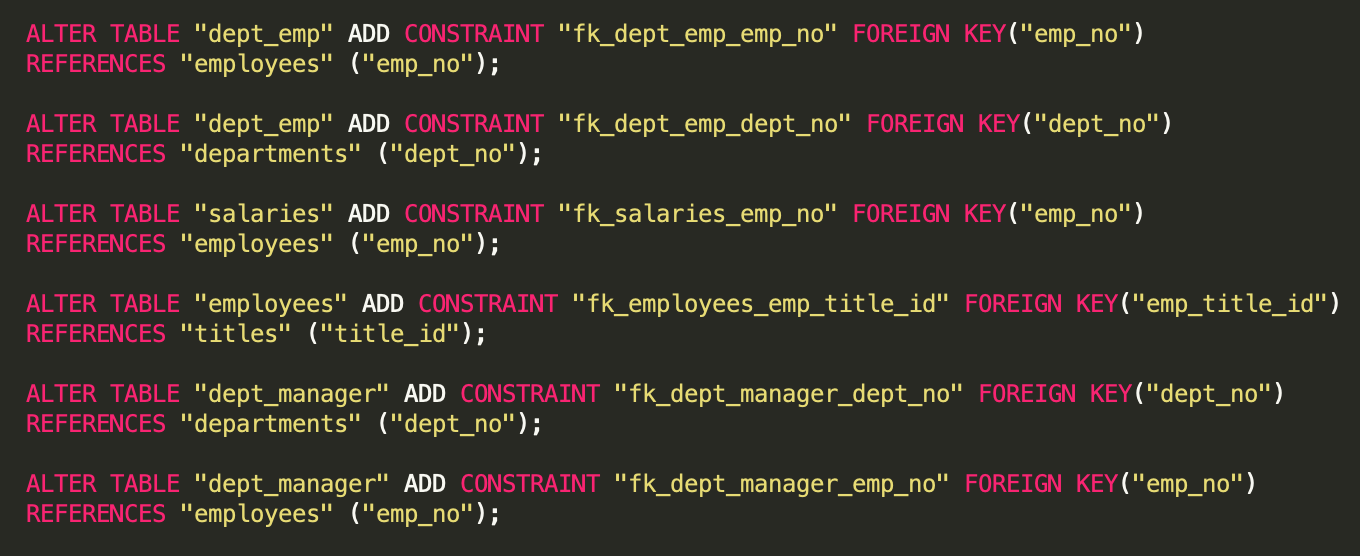 ALTER TABLE "dept_emp" ADD CONSTRAINT "fk_dept_emp_emp_no" FOREIGN KEY("emp_no")
REFERENCES "employees" ("emp_no");
ALTER TABLE "dept_emp" ADD CONSTRAINT "fk_dept_emp_dept_no" FOREIGN KEY("dept_no")
REFERENCES "departments" ("dept_no");
ALTER TABLE "salaries" ADD CONSTRAINT "fk_salaries_emp_no" FOREIGN KEY("emp_no")
REFERENCES "employees" ("emp_no");
ALTER TABLE "employees" ADD CONSTRAINT "fk_employees_emp_title_id" FOREIGN KEY("emp_title_id")
REFERENCES "titles" ("title_id");
ALTER TABLE "dept_manager" ADD CONSTRAINT "fk_dept_manager_dept_no" FOREIGN KEY("dept_no")
REFERENCES "departments" ("dept_no");
ALTER TABLE "dept_manager" ADD CONSTRAINT "fk_dept_manager_emp_no" FOREIGN KEY("emp_no")
REFERENCES "employees" ("emp_no");